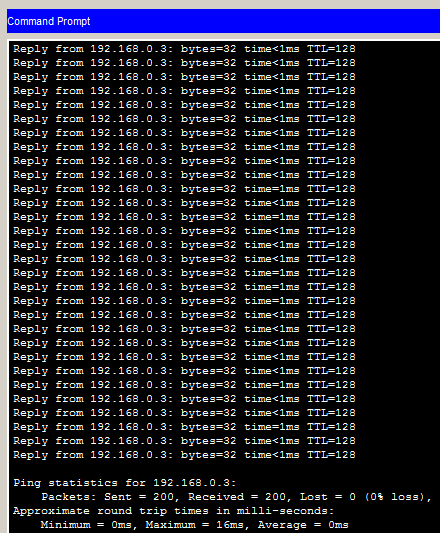 Command Prompt
Reply from 192.168.0.3: bytes=32 time<1ms TTL=128
Reply from 192.168.0.3: bytes=32 time<1ms TTL=128
Reply from 192.168.0.3: bytes=32 time<1ms TTL=128
Reply from 192.168.0.3: bytes=32 time<1ms TTL=128
Reply from 192.168.0.3: bytes=32 time<1ms TTL=128
Reply from 192.168.0.3: bytes=32 time<1ms TTL=128
Reply from 192.168.0.3: bytes=32 time<1ms TTL=128
Reply from 192.168.0.3: bytes=32 time<1ms TTL=128
Reply from 192.168.0.3: bytes=32 time<1ms TTL=128
Reply from 192.168.0.3: bytes=32 time<1ms TTL=128
Reply from 192.168.0.3: bytes=32 time=1ms TTL=128
Reply from 192.168.0.3: bytes=32 time<1ms TTL=128
Reply from 192.168.0.3: bytes=32 time=1ms TTL=128
Reply from 192.168.0.3: bytes=32 time<1ms TTL=128
Reply from 192.168.0.3: bytes=32 time<1ms TTL=128
Reply from 192.168.0.3: bytes=32 time<1ms TTL=128
Reply from 192.168.0.3: bytes=32 time=1ms TTL=128
Reply from 192.168.0.3: bytes=32 time=1ms TTL=128
Reply from 192.168.0.3: bytes=32 time<1ms TTL=128
Reply from 192.168.0.3: bytes=32 time<1ms TTL=128
Reply from 192.168.0.3: bytes=32 time<1ms TTL=128
Reply from 192.168.0.3: bytes=32 time<1ms TTL=128
Reply from 192.168.0.3: bytes=32 time<1ms TTL=128
Reply from 192.168.0.3: bytes=32 time<1ms TTL=128
Reply from 192.168.0.3: bytes=32 time=1ms TTL=128
Reply from 192.168.0.3: bytes=32 time=1ms TTL=128
Reply from 192.168.0.3: bytes=32 time<1ms TTL=128
Reply from 192.168.0.3: bytes=32 time=1ms TTL=128
Reply from 192.168.0.3: bytes=32 time<1ms TTL=128
Reply from 192.168.0.3: bytes=32 time<1ms TTL=128
Ping statistics for 192.168.0.3:
Packets: Sent = 200, Received = 200, Lost = 0 (0% loss),
Approximate round trip times in milli-seconds:
Minimum = 0ms, Maximum = 16ms, Average = 0ms